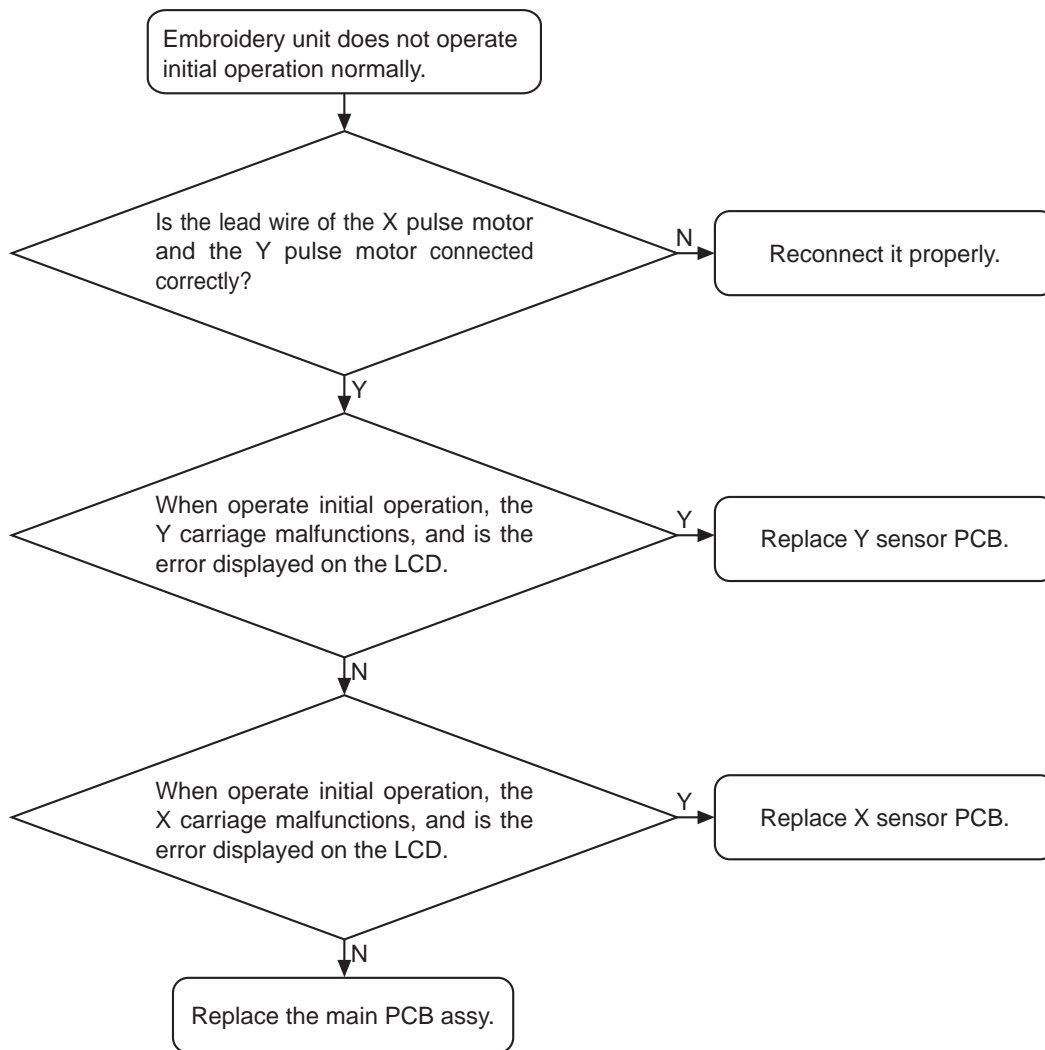 Embroidery unit does not operate
initial operation normally.
Is the lead wire of the X pulse motor
and the Y pulse motor connected
correctly?
N
Reconnect it properly.
Y
When operate initial operation, the
Y carriage malfunctions, and is the
error displayed on the LCD.
Y
Replace Y sensor PCB.
N
When operate initial operation, the
X carriage malfunctions, and is the
error displayed on the LCD.
Y
Replace X sensor PCB.
N
Replace the main PCB assy.